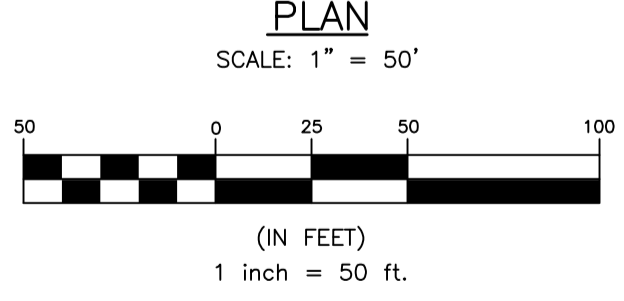 PLAN
SCALE: 1" = 50'
50 0 25 50 100
(IN FEET)
1 inch = 50 ft.